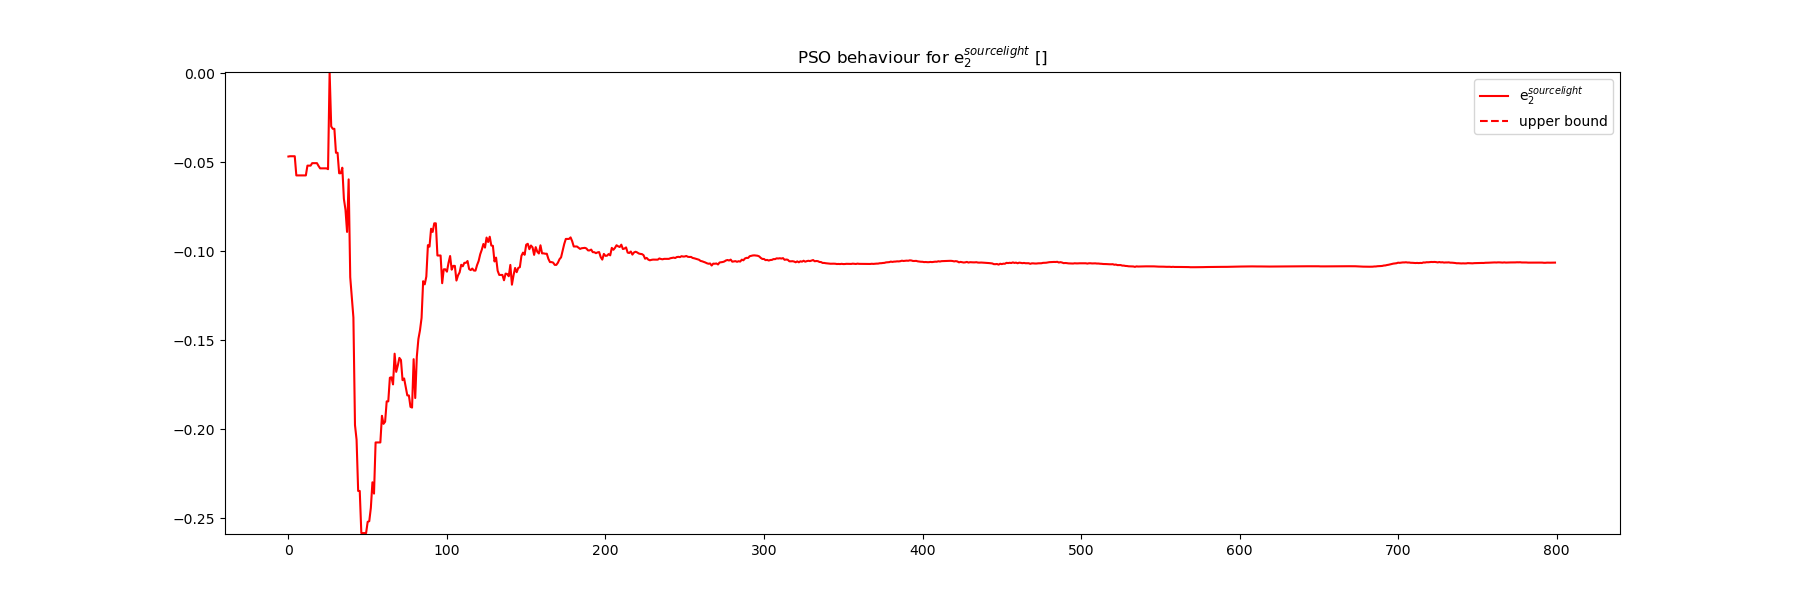 PSO behaviour for e₂ˢᵒᵘʳᶜᵉˡⁱᵍʰᵗ []
0.00
−0.05
−0.10
−0.15
−0.20
−0.25
e₂ˢᵒᵘʳᶜᵉˡⁱᵍʰᵗ
upper bound
0 100 200 300 400 500 600 700 800